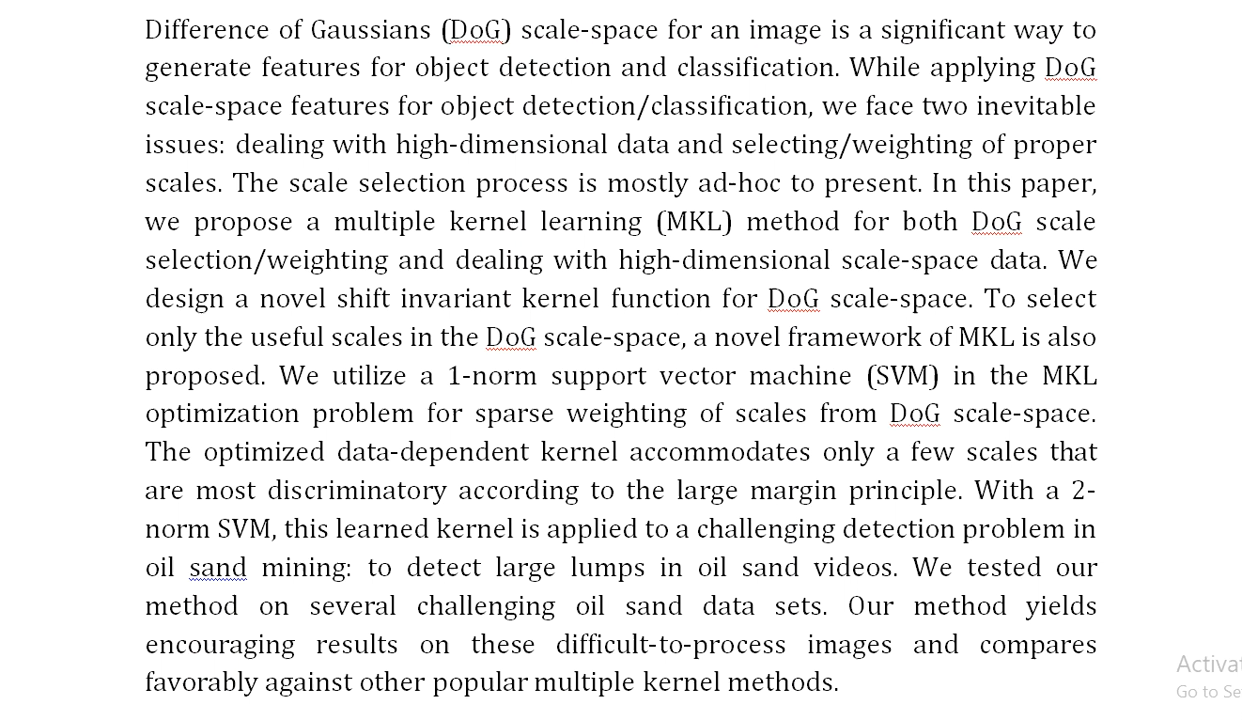 Difference of Gaussians (DoG) scale-space for an image is a significant way to
generate features for object detection and classification. While applying DoG
scale-space features for object detection/classification, we face two inevitable
issues: dealing with high-dimensional data and selecting/weighting of proper
scales. The scale selection process is mostly ad-hoc to present. In this paper,
we propose a multiple kernel learning (MKL) method for both DoG scale
selection/weighting and dealing with high-dimensional scale-space data. We
design a novel shift invariant kernel function for DoG scale-space. To select
only the useful scales in the DoG scale-space, a novel framework of MKL is also
proposed. We utilize a 1-norm support vector machine (SVM) in the MKL
optimization problem for sparse weighting of scales from DoG scale-space.
The optimized data-dependent kernel accommodates only a few scales that
are most discriminatory according to the large margin principle. With a 2-
norm SVM, this learned kernel is applied to a challenging detection problem in
oil sand mining: to detect large lumps in oil sand videos. We tested our
method on several challenging oil sand data sets. Our method yields
encouraging results on these difficult-to-process images and compares
favorably against other popular multiple kernel methods.
Activat
Go to Se